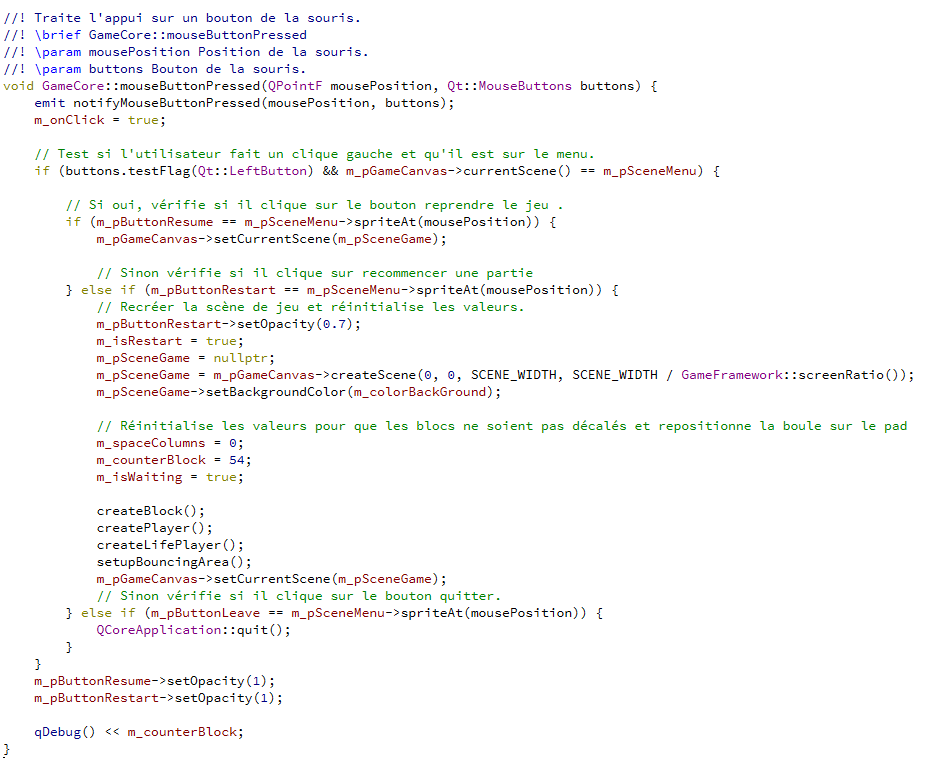 //! Traite l'appui sur un bouton de la souris.
//! \brief GameCore::mouseButtonPressed
//! \param mousePosition Position de la souris.
//! \param buttons Bouton de la souris.
void GameCore::mouseButtonPressed(QPointF mousePosition, Qt::MouseButtons buttons) {
    emit notifyMouseButtonPressed(mousePosition, buttons);
    m_onClick = true;

    // Test si l'utilisateur fait un clique gauche et qu'il est sur le menu.
    if (buttons.testFlag(Qt::LeftButton) && m_pGameCanvas->currentScene() == m_pSceneMenu) {

        // Si oui, vérifie si il clique sur le bouton reprendre le jeu .
        if (m_pButtonResume == m_pSceneMenu->spriteAt(mousePosition)) {
            m_pGameCanvas->setCurrentScene(m_pSceneGame);

            // Sinon vérifie si il clique sur recommencer une partie
        } else if (m_pButtonRestart == m_pSceneMenu->spriteAt(mousePosition)) {
            // Recréer la scène de jeu et réinitialise les valeurs.
            m_pButtonRestart->setOpacity(0.7);
            m_isRestart = true;
            m_pSceneGame = nullptr;
            m_pSceneGame = m_pGameCanvas->createScene(0, 0, SCENE_WIDTH, SCENE_WIDTH / GameFramework::screenRatio());
            m_pSceneGame->setBackgroundColor(m_colorBackGround);

            // Réinitialise les valeurs pour que les blocs ne soient pas décalés et repositionne la boule sur le pad
            m_spaceColumns = 0;
            m_counterBlock = 54;
            m_isWaiting = true;

            createBlock();
            createPlayer();
            createLifePlayer();
            setupBouncingArea();
            m_pGameCanvas->setCurrentScene(m_pSceneGame);
            // Sinon vérifie si il clique sur le bouton quitter.
        } else if (m_pButtonLeave == m_pSceneMenu->spriteAt(mousePosition)) {
            QCoreApplication::quit();
        }
    }
    m_pButtonResume->setOpacity(1);
    m_pButtonRestart->setOpacity(1);

    qDebug() << m_counterBlock;
}